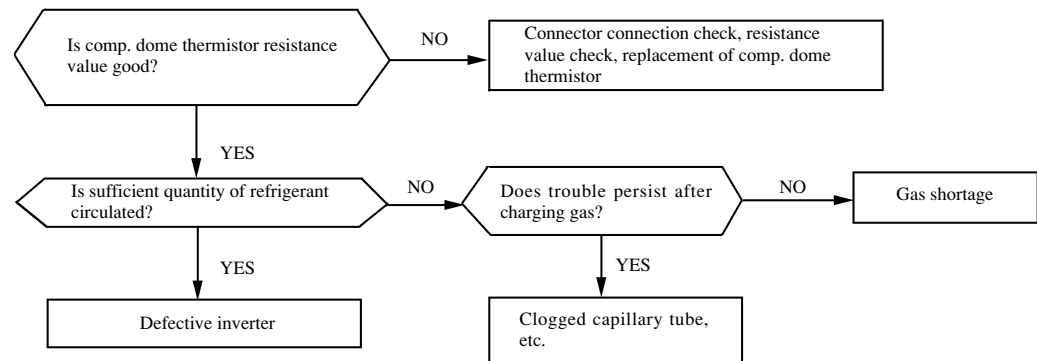 Is comp. dome thermistor resistance
value good?
NO
Connector connection check, resistance
value check, replacement of comp. dome
thermistor
YES
Is sufficient quantity of refrigerant
circulated?
NO
Does trouble persist after
charging gas?
NO
Gas shortage
YES
YES
Defective inverter
Clogged capillary tube,
etc.